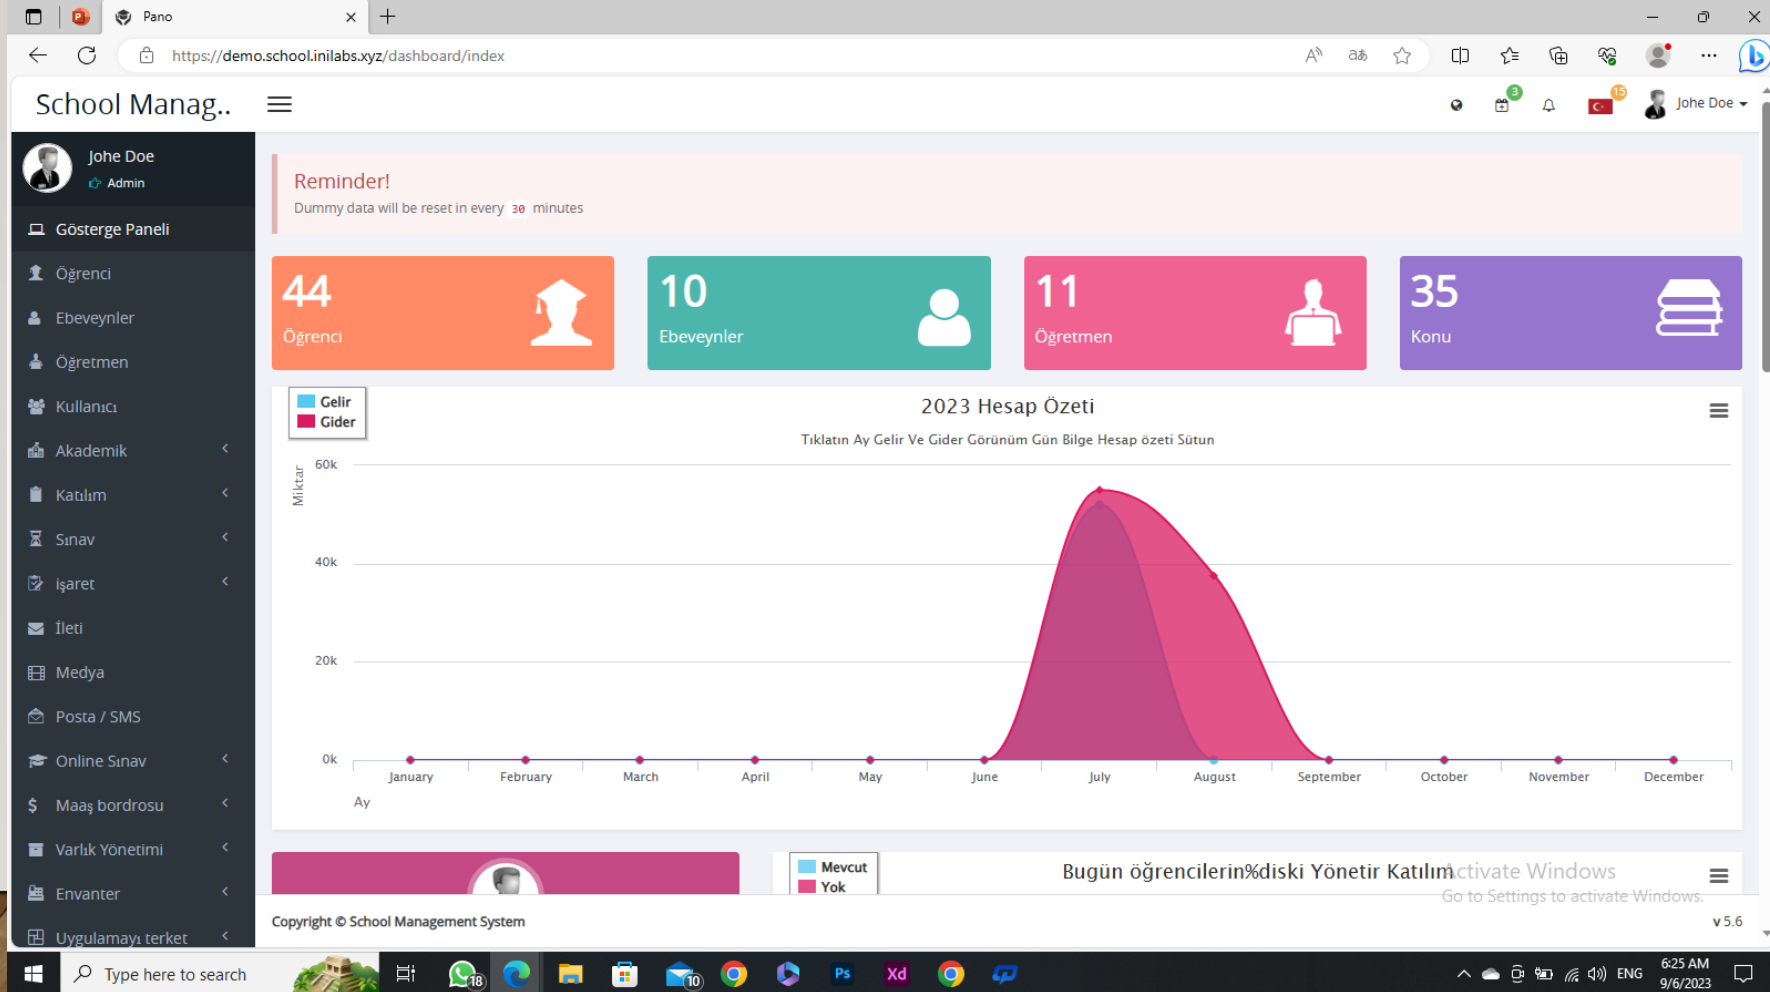 Pano
https://demo.school.inilabs.xyz/dashboard/index
School Manag..
3
15
Johe Doe
Johe Doe
Admin
Gösterge Paneli
Öğrenci
Ebeveynler
Öğretmen
Kullanıcı
Akademik
Katılım
Sınav
işaret
İleti
Medya
Posta / SMS
Online Sınav
Maaş bordrosu
Varlık Yönetimi
Envanter
Uygulamayı terket
Reminder!
Dummy data will be reset in every 30 minutes
44
Öğrenci
10
Ebeveynler
11
Öğretmen
35
Konu
Gelir
Gider
2023 Hesap Özeti
Tıklatın Ay Gelir Ve Gider Görünüm Gün Bilge Hesap özeti Sütun
Miktar
60k
40k
20k
0k
January February March April May June July August September October November December
Ay
Mevcut
Yok
Bugün öğrencilerin%diski Yönetir Katılım
Activate Windows
Go to Settings to activate Windows.
Copyright © School Management System
v 5.6
Type here to search
18
10
Ps
Xd
ENG
6:25 AM
9/6/2023